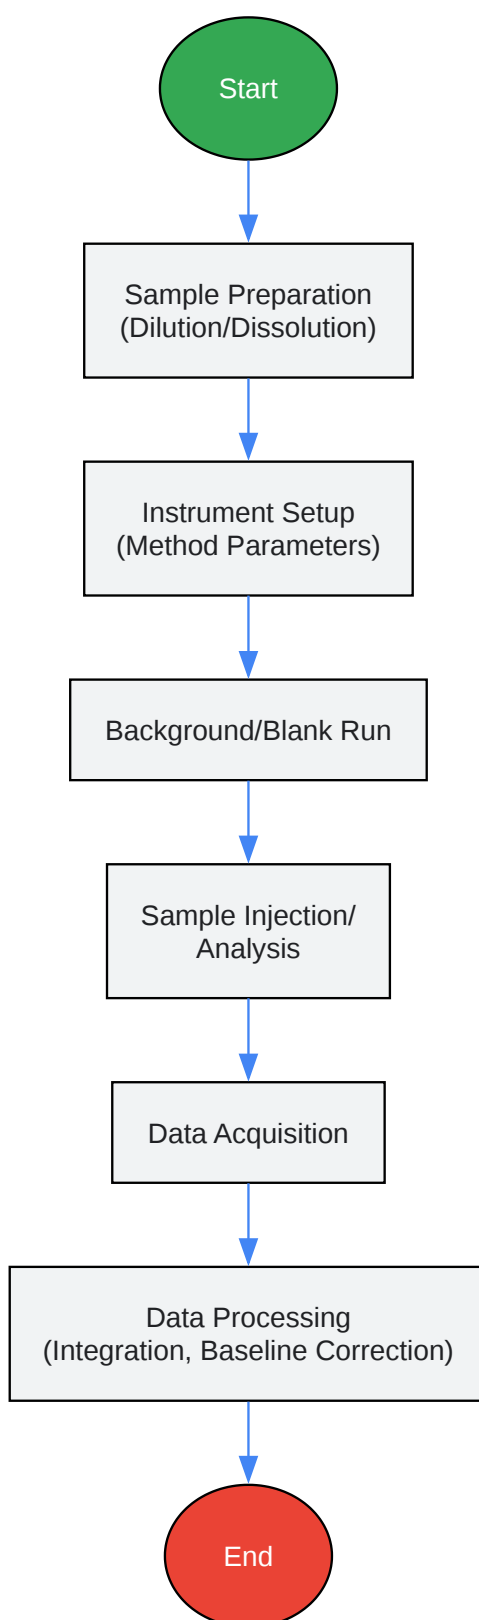 Start
Sample Preparation
(Dilution/Dissolution)
Instrument Setup
(Method Parameters)
Background/Blank Run
Sample Injection/
Analysis
Data Acquisition
Data Processing
(Integration, Baseline Correction)
End